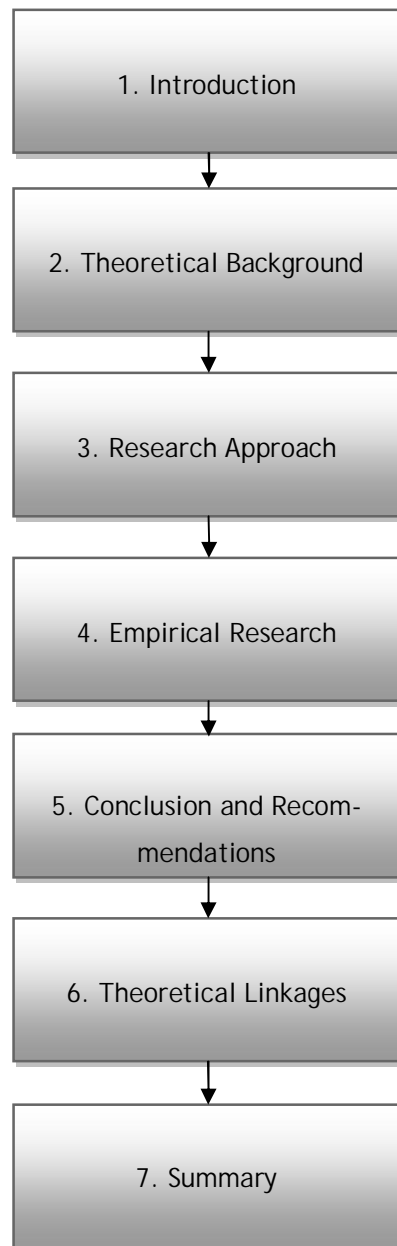 1. Introduction
2. Theoretical Background
3. Research Approach
4. Empirical Research
5. Conclusion and Recom-
mendations
6. Theoretical Linkages
7. Summary